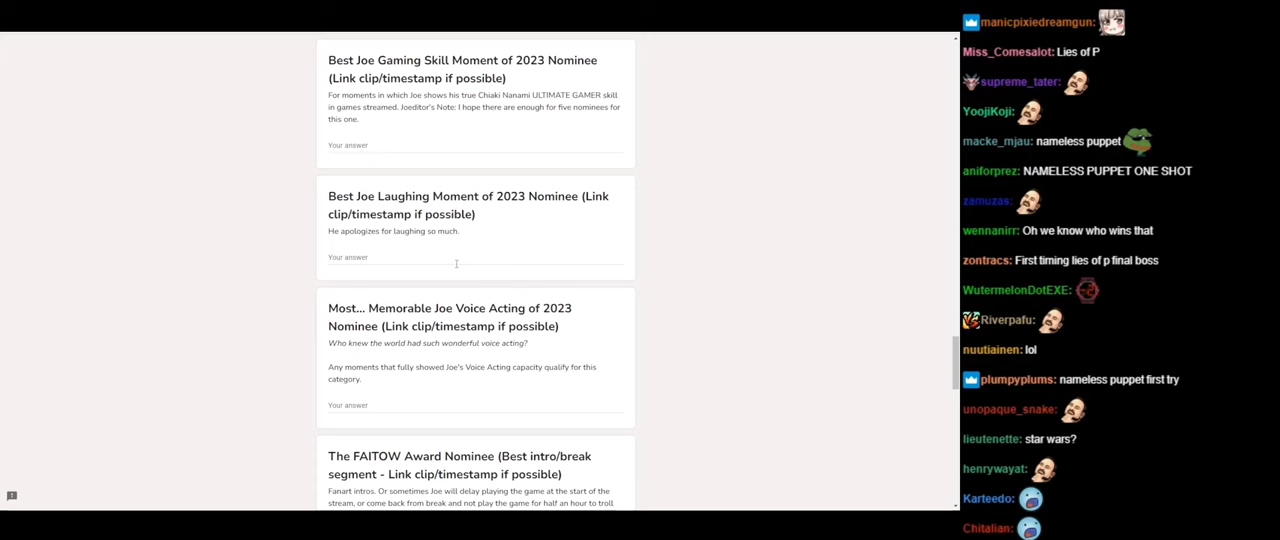 Best Joe Gaming Skill Moment of 2023 Nominee
(Link clip/timestamp if possible)
For moments in which Joe shows his true Chiaki Nanami ULTIMATE GAMER skill
in games streamed. Joeditor's Note: I hope there are enough for five nominees for
this one.
Your answer
Best Joe Laughing Moment of 2023 Nominee (Link
clip/timestamp if possible)
He apologizes for laughing so much.
Your answer
Most... Memorable Joe Voice Acting of 2023
Nominee (Link clip/timestamp if possible)
Who knew the world had such wonderful voice acting?
Any moments that fully showed Joe's Voice Acting capacity qualify for this
category.
Your answer
The FAITOW Award Nominee (Best intro/break
segment - Link clip/timestamp if possible)
Fanart intros. Or sometimes Joe will delay playing the game at the start of the
stream, or come back from break and not play the game for half an hour to troll
manicpixiedreamgun:
Miss_Comesalot: Lies of P
supreme_tater:
YoojiKoji:
macke_mjau: nameless puppet
aniforprez: NAMELESS PUPPET ONE SHOT
zamuzas:
wennanirr: Oh we know who wins that
zontracs: First timing lies of p final boss
WutermelonDotEXE:
Riverpafu:
nuutiainen: lol
plumpyplums: nameless puppet first try
unopaque_snake:
lieutenette: star wars?
henrywayat:
Karteedo:
Chitalian: